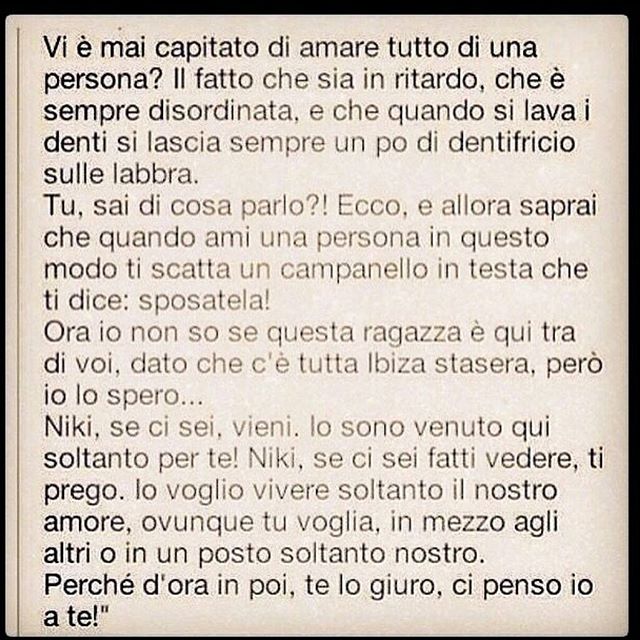 Vi è mai capitato di amare tutto di una
persona? Il fatto che sia in ritardo, che è
sempre disordinata, e che quando si lava i
denti si lascia sempre un po di dentifricio
sulle labbra.
Tu, sai di cosa parlo?! Ecco, e allora saprai
che quando ami una persona in questo
modo ti scatta un campanello in testa che
ti dice: sposatela!
Ora io non so se questa ragazza è qui tra
di voi, dato che c'è tutta Ibiza stasera, però
io lo spero...
Niki, se ci sei, vieni. Io sono venuto qui
soltanto per te! Niki, se ci sei fatti vedere, ti
prego. Io voglio vivere soltanto il nostro
amore, ovunque tu voglia, in mezzo agli
altri o in un posto soltanto nostro.
Perché d'ora in poi, te lo giuro, ci penso io
a te!"